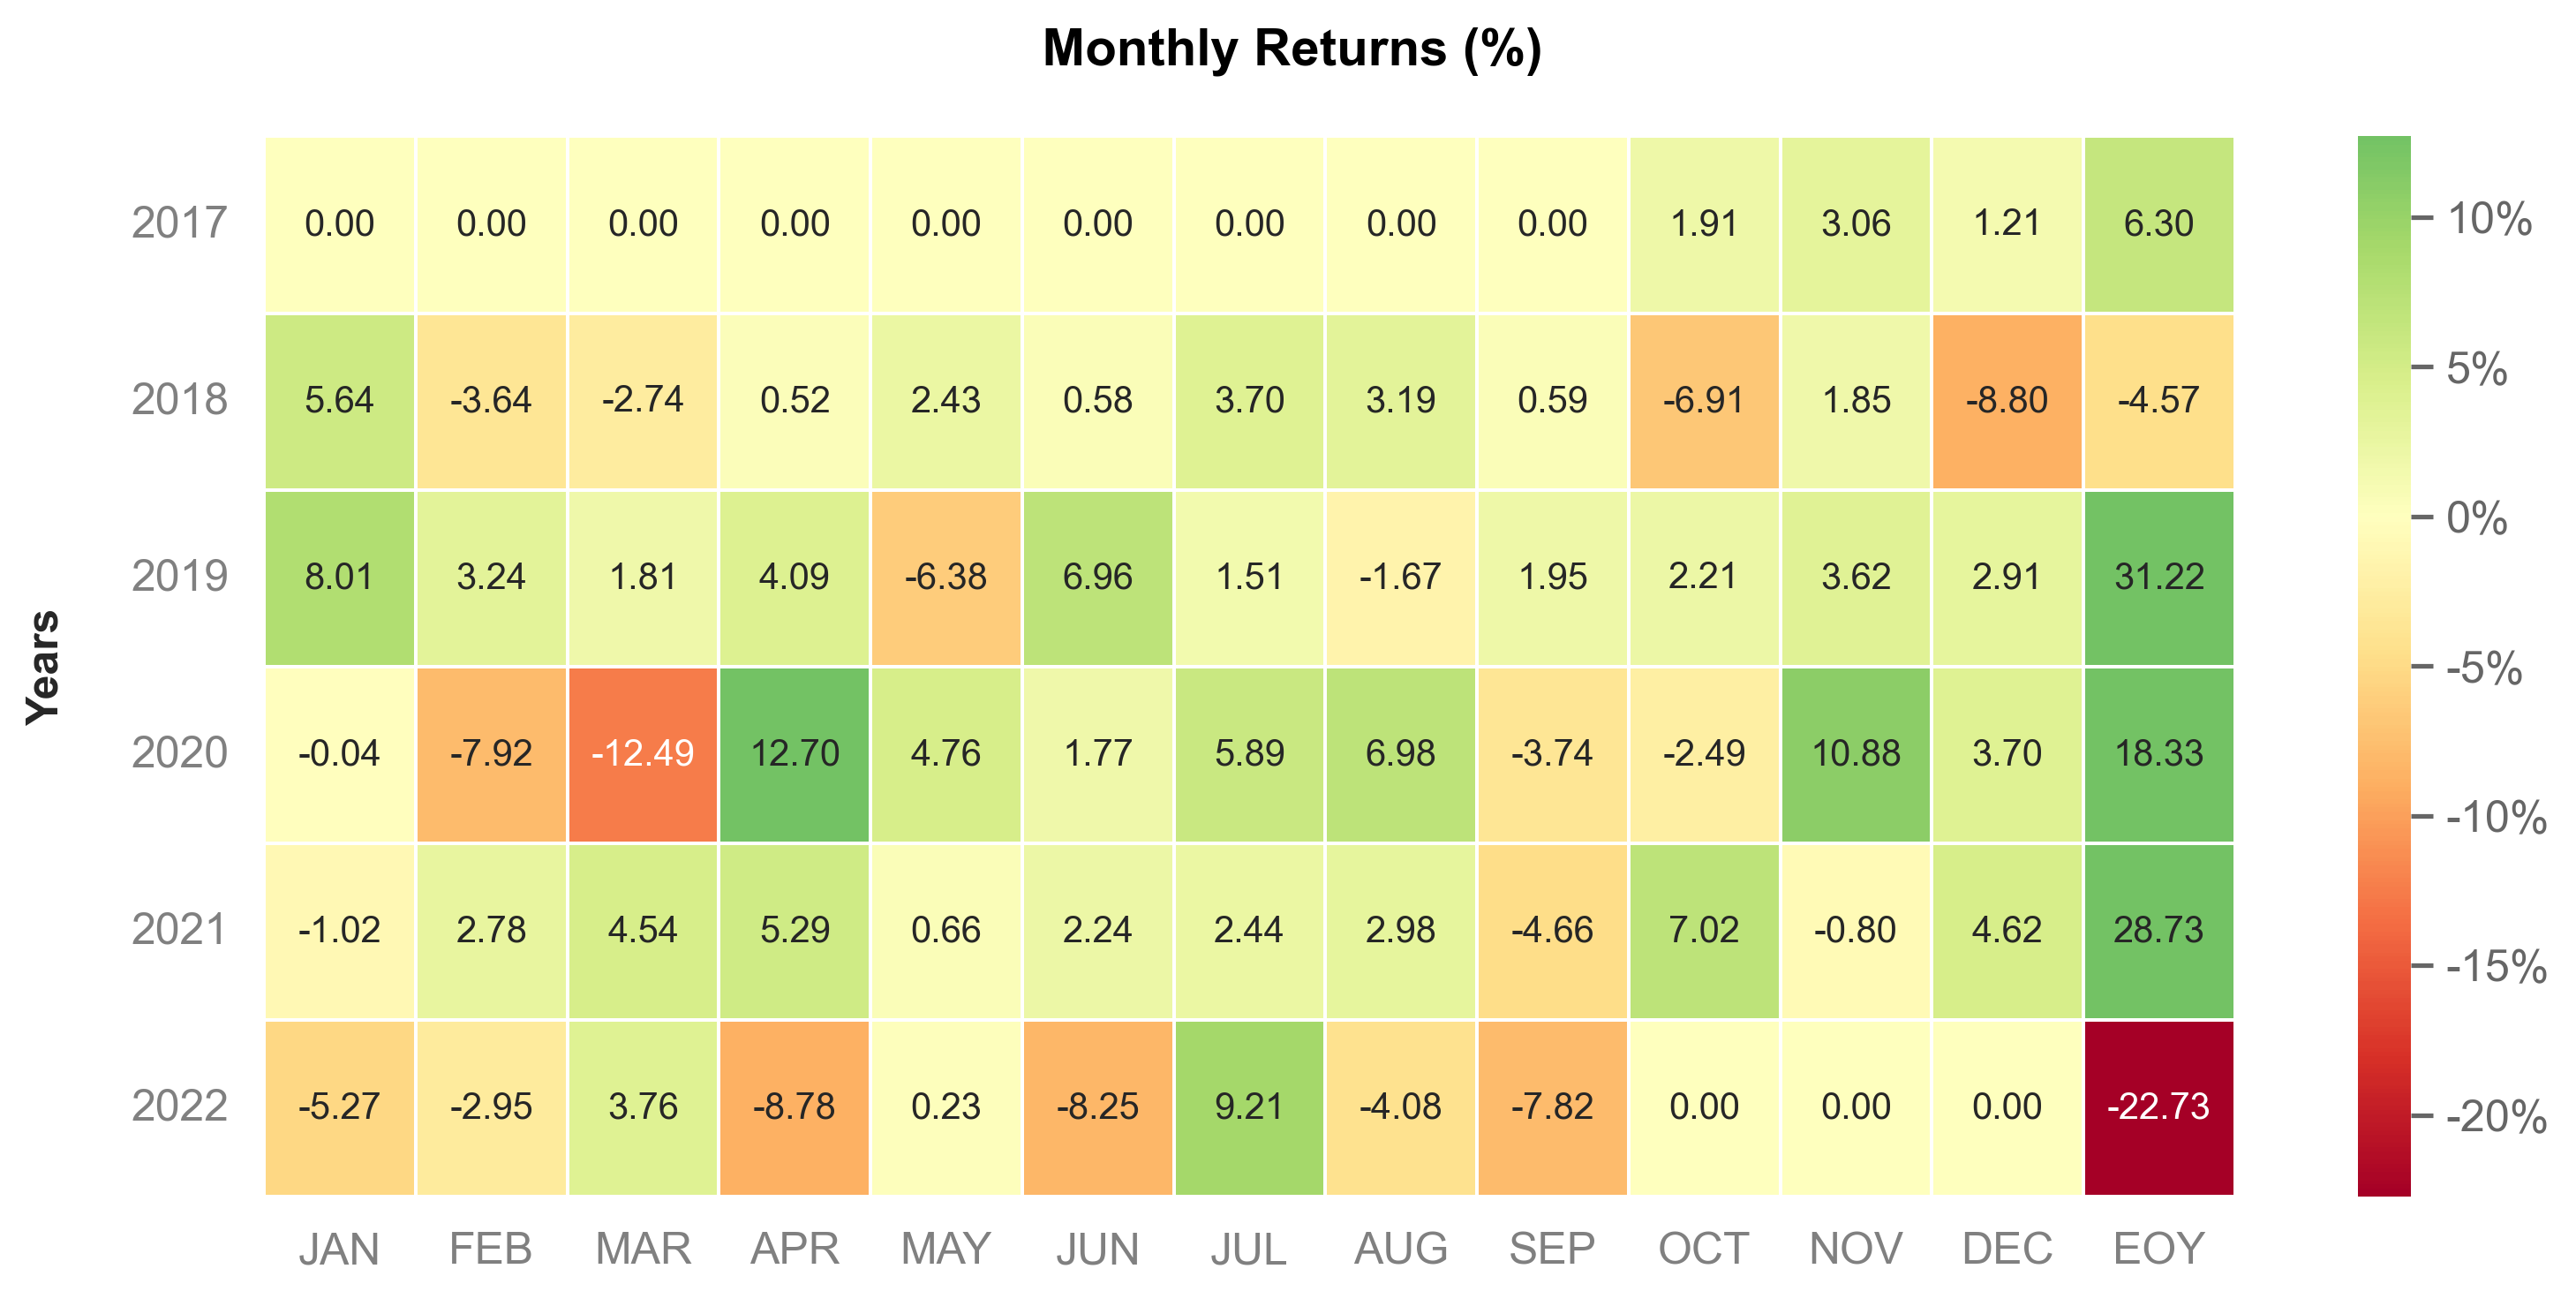 Monthly Returns (%)
Years
2017 0.00 0.00 0.00 0.00 0.00 0.00 0.00 0.00 0.00 1.91 3.06 1.21 6.30
2018 5.64 -3.64 -2.74 0.52 2.43 0.58 3.70 3.19 0.59 -6.91 1.85 -8.80 -4.57
2019 8.01 3.24 1.81 4.09 -6.38 6.96 1.51 -1.67 1.95 2.21 3.62 2.91 31.22
2020 -0.04 -7.92 -12.49 12.70 4.76 1.77 5.89 6.98 -3.74 -2.49 10.88 3.70 18.33
2021 -1.02 2.78 4.54 5.29 0.66 2.24 2.44 2.98 -4.66 7.02 -0.80 4.62 28.73
2022 -5.27 -2.95 3.76 -8.78 0.23 -8.25 9.21 -4.08 -7.82 0.00 0.00 0.00 -22.73
JAN FEB MAR APR MAY JUN JUL AUG SEP OCT NOV DEC EOY
10%
5%
0%
-5%
-10%
-15%
-20%